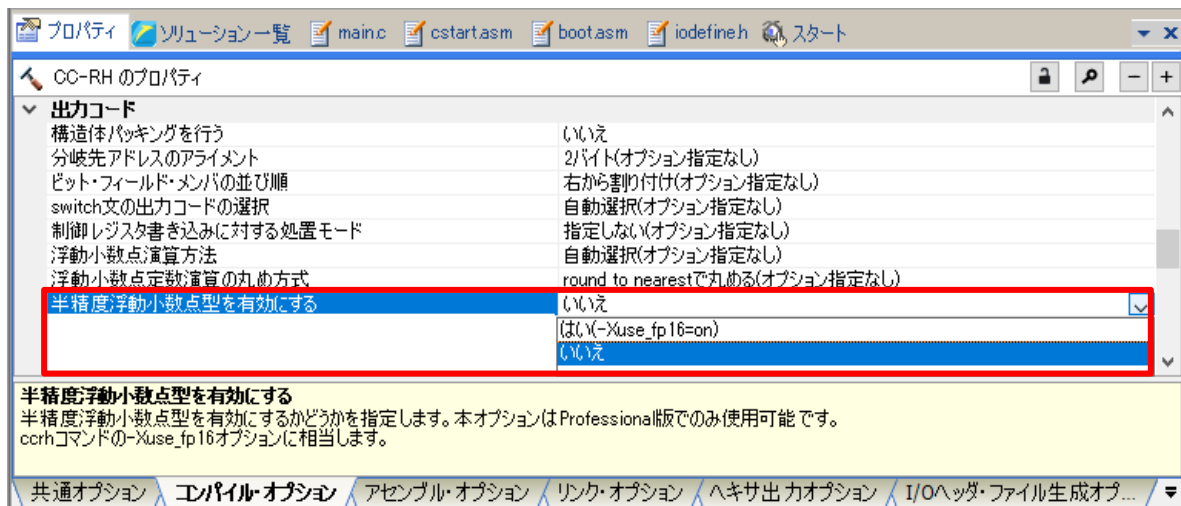 プロパティ ソリューション一覧 main.c cstart.asm boot.asm iodefine.h スタート
CC-RH のプロパティ
出力コード
構造体パッキングを行う いいえ
分岐先アドレスのアライメント 2バイト(オプション指定なし)
ビット・フィールド・メンバの並び順 右から割り付け(オプション指定なし)
switch文の出力コードの選択 自動選択(オプション指定なし)
制御レジスタ書き込みに対する処置モード 指定しない(オプション指定なし)
浮動小数点演算方法 自動選択(オプション指定なし)
浮動小数点定数演算の丸め方式 round to nearestで丸める(オプション指定なし)
半精度浮動小数点型を有効にする いいえ
はい(-Xuse_fp16=on)
いいえ
半精度浮動小数点型を有効にする
半精度浮動小数点型を有効にするかどうかを指定します。本オプションはProfessional版でのみ使用可能です。
ccrhコマンドの-Xuse_fp16オプションに相当します。
共通オプション コンパイル・オプション アセンブル・オプション リンク・オプション ヘキサ出力オプション I/Oヘッダ・ファイル生成オプ...